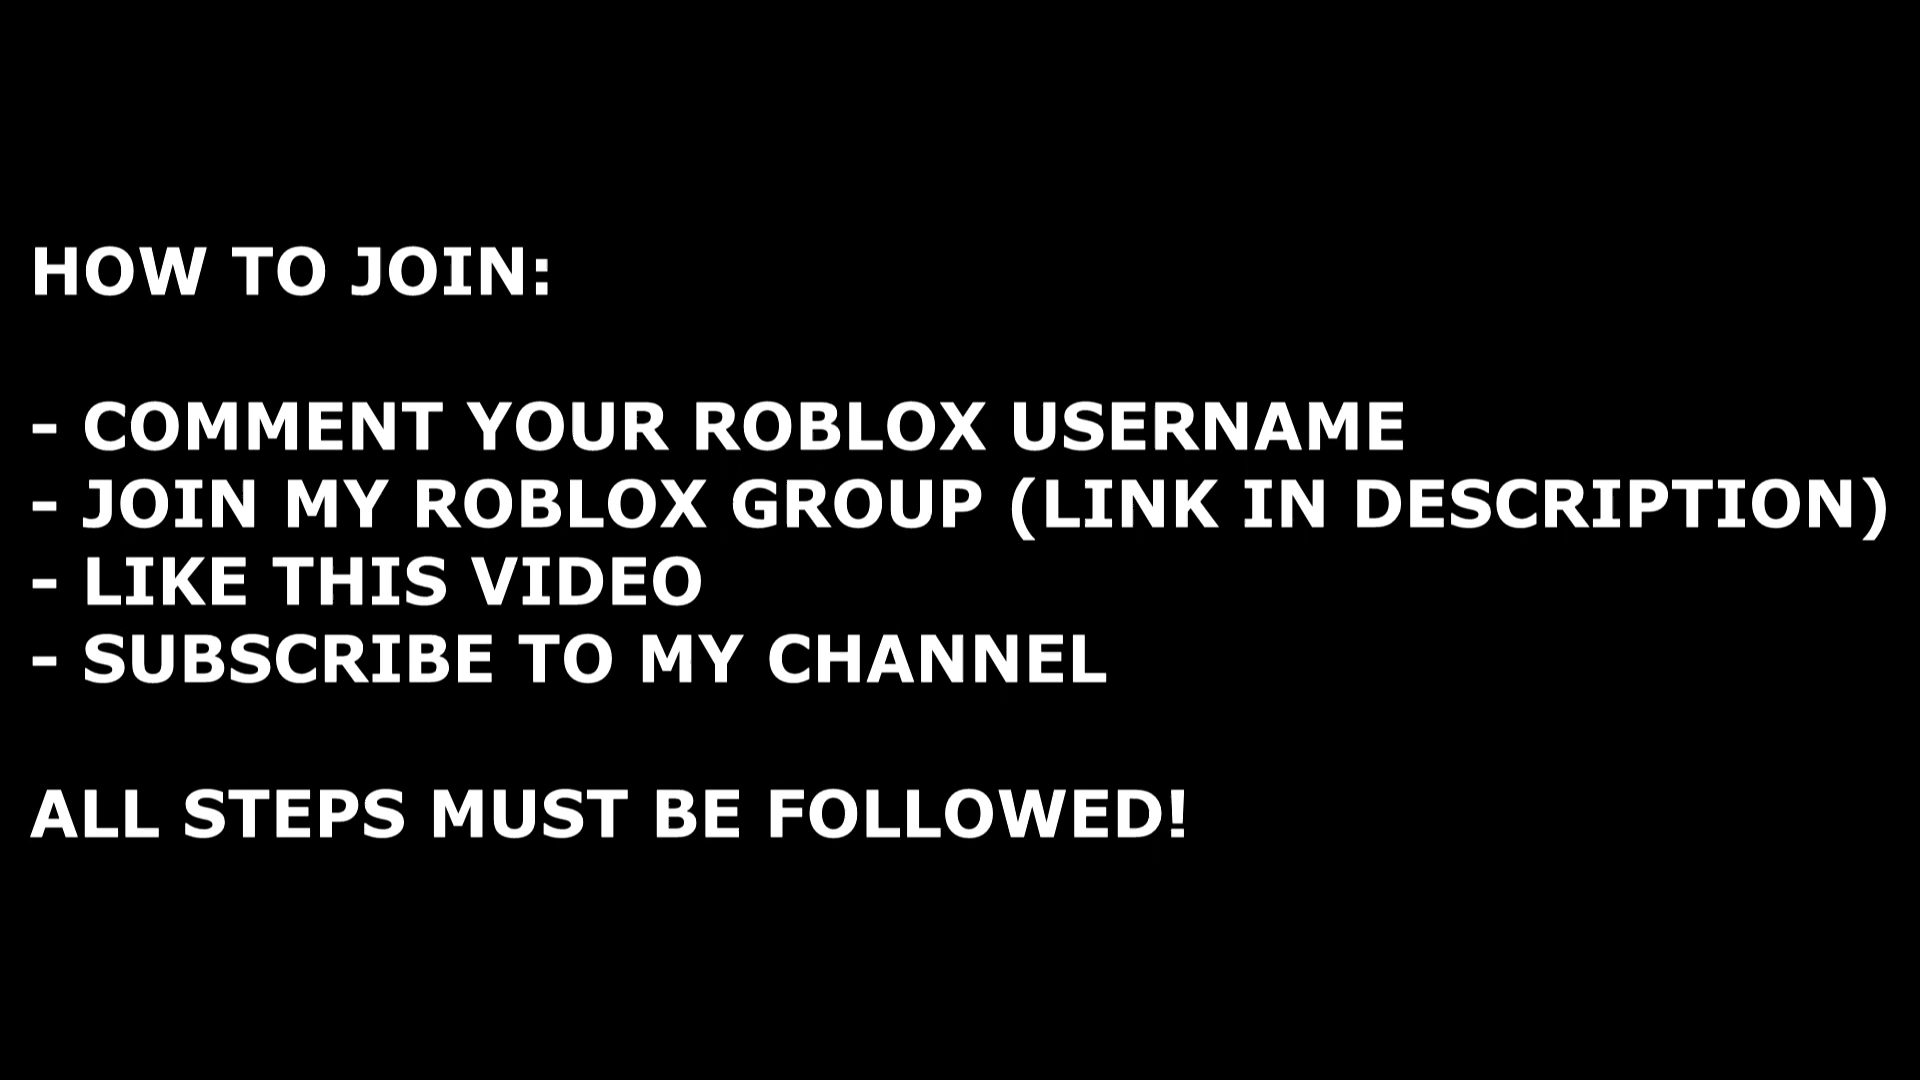 HOW TO JOIN:
- COMMENT YOUR ROBLOX USERNAME
- JOIN MY ROBLOX GROUP (LINK IN DESCRIPTION)
- LIKE THIS VIDEO
- SUBSCRIBE TO MY CHANNEL
ALL STEPS MUST BE FOLLOWED!